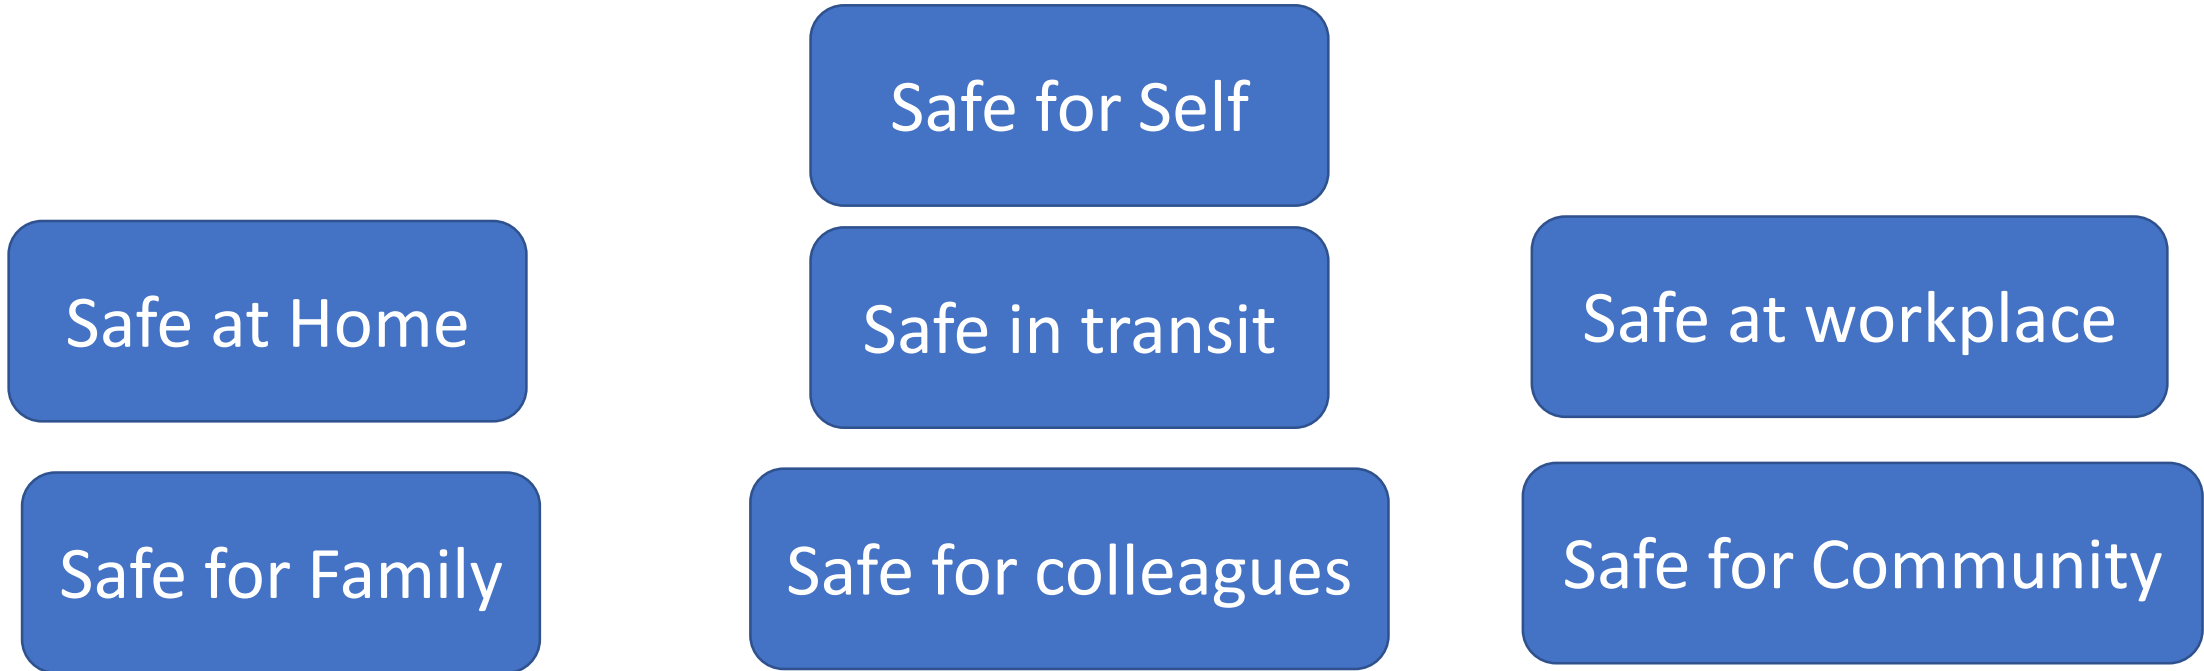 Safe for Self
Safe at Home
Safe in transit
Safe at workplace
Safe for Family
Safe for colleagues
Safe for Community